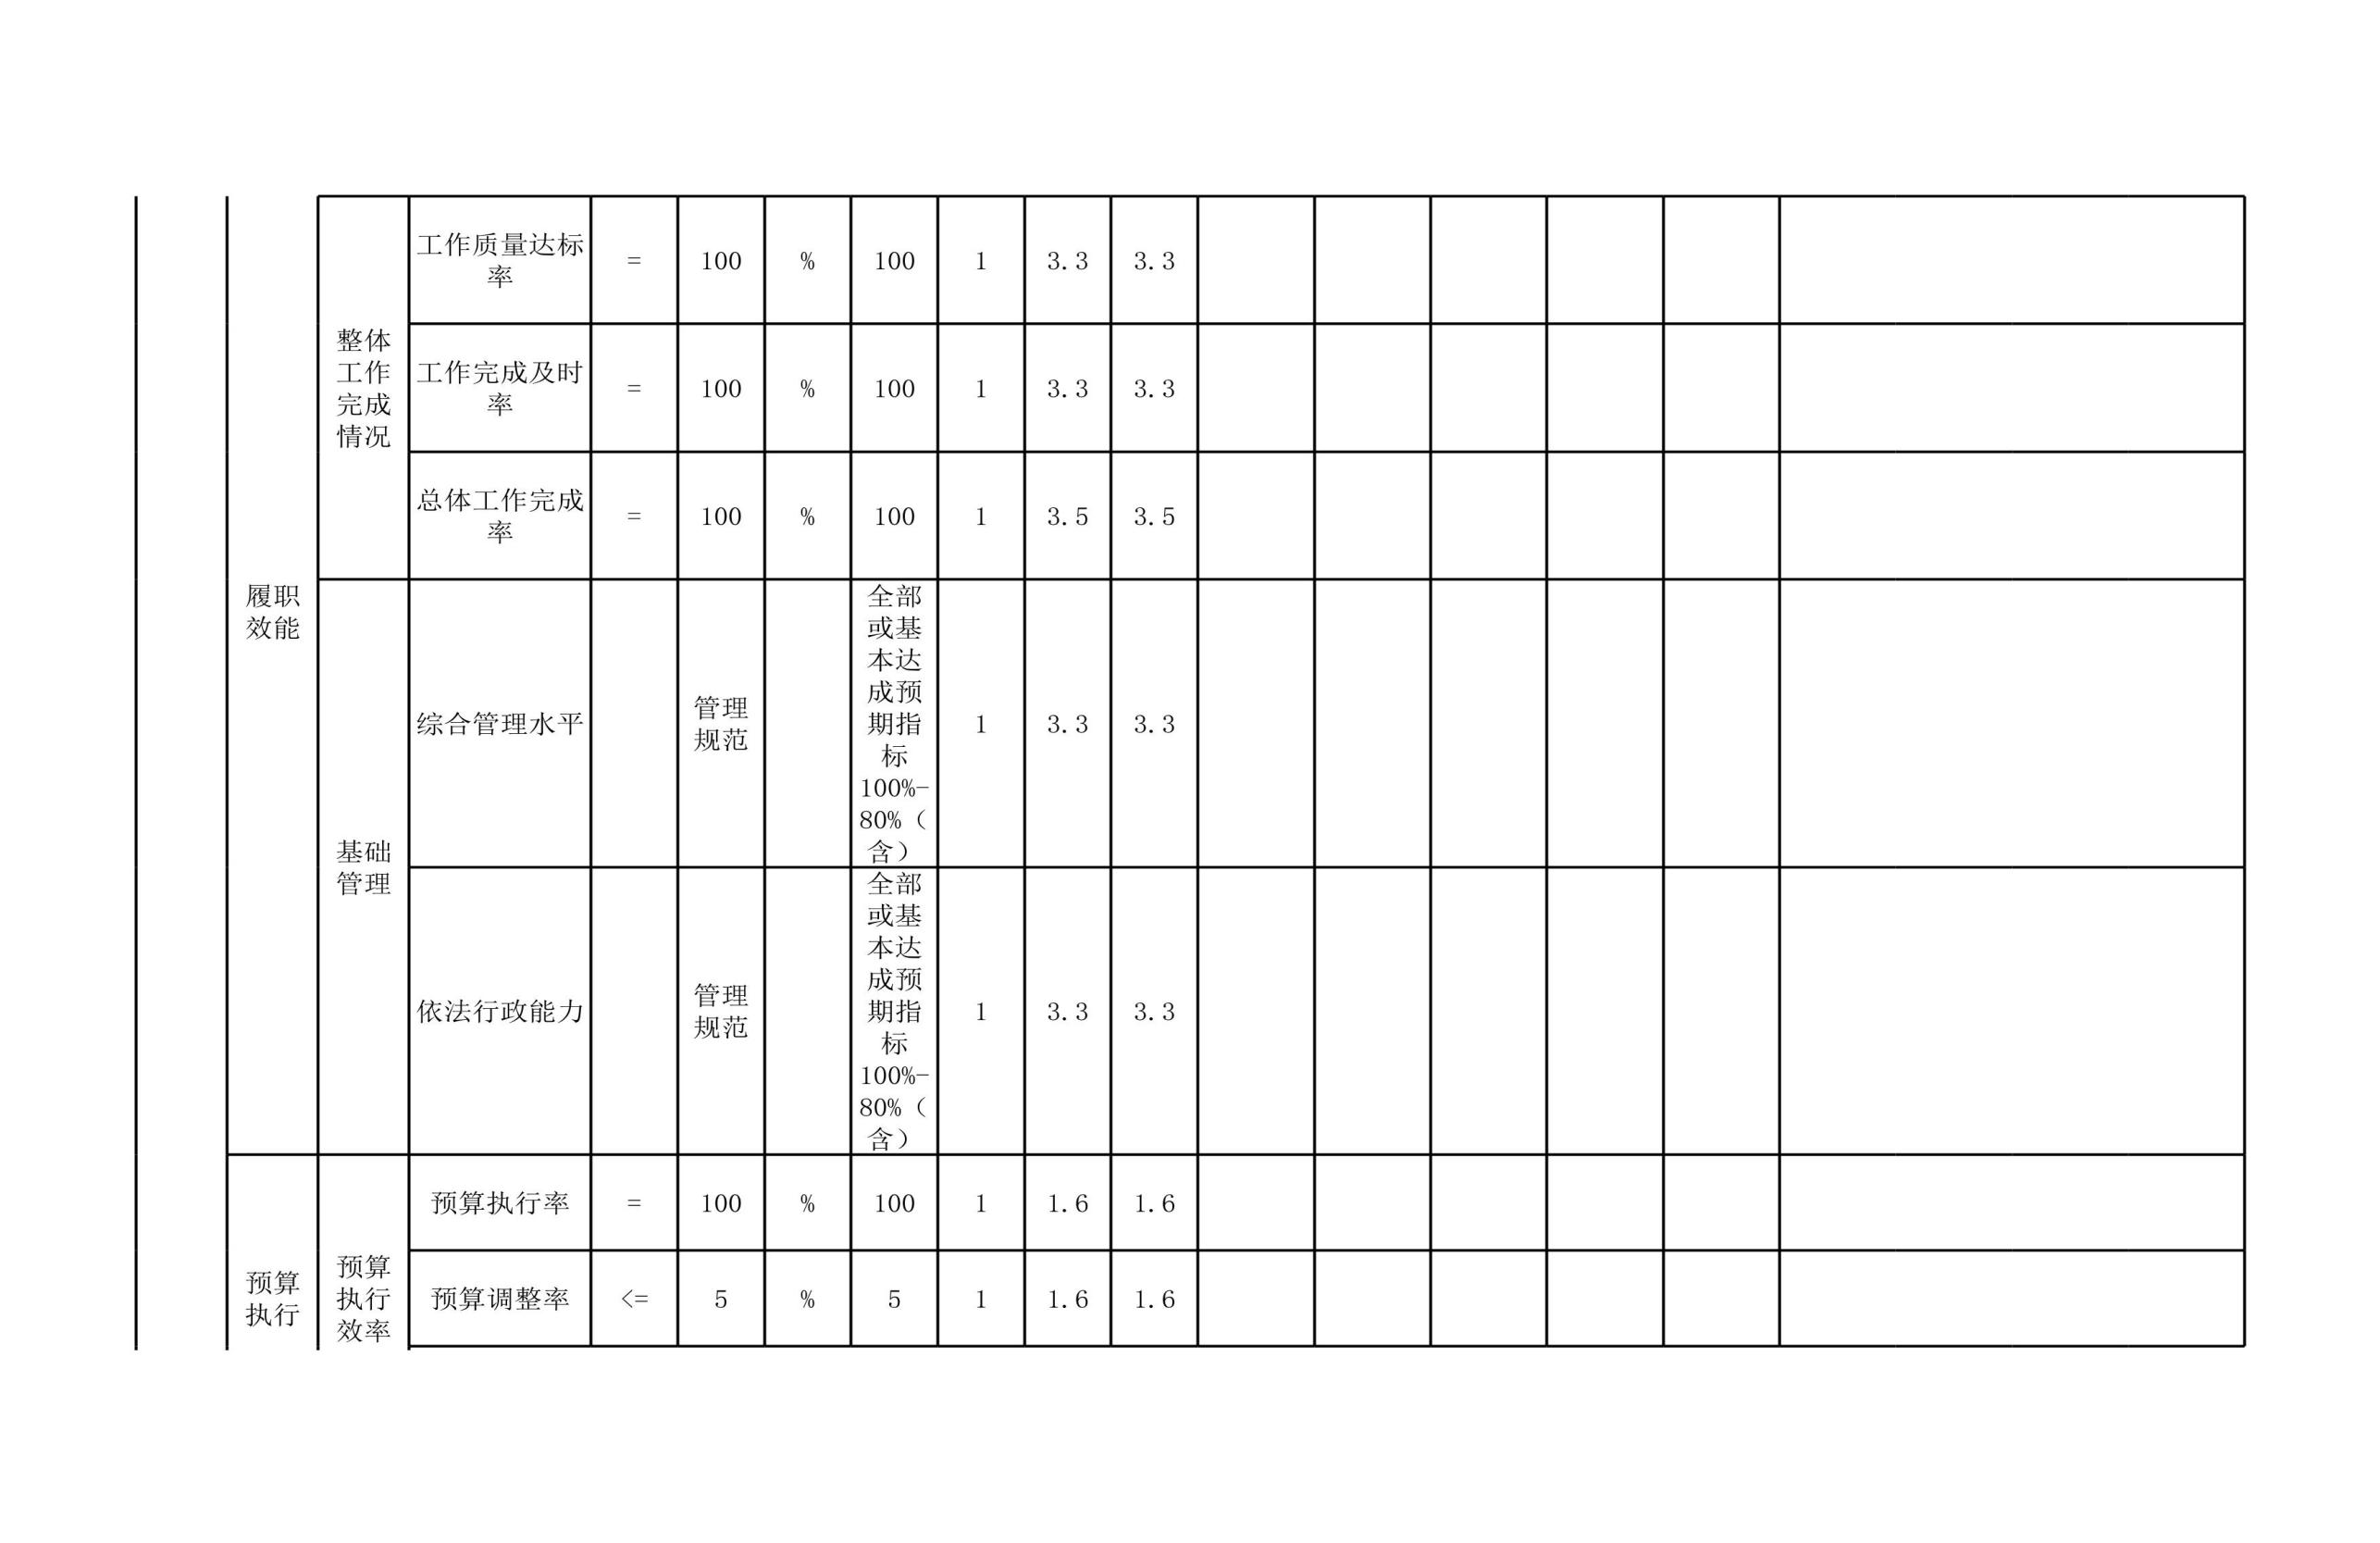 履职
效能
整体
工作
完成
情况
工作质量达标
率
=
100
%
100
1
3.3
3.3
工作完成及时
率
=
100
%
100
1
3.3
3.3
总体工作完成
率
=
100
%
100
1
3.5
3.5
基础
管理
综合管理水平
管理
规范
全部
或基
本达
成预
期指
标
100%-
80%（
含）
1
3.3
3.3
依法行政能力
管理
规范
全部
或基
本达
成预
期指
标
100%-
80%（
含）
1
3.3
3.3
预算
执行
预算
执行
效率
预算执行率
=
100
%
100
1
1.6
1.6
预算调整率
<=
5
%
5
1
1.6
1.6